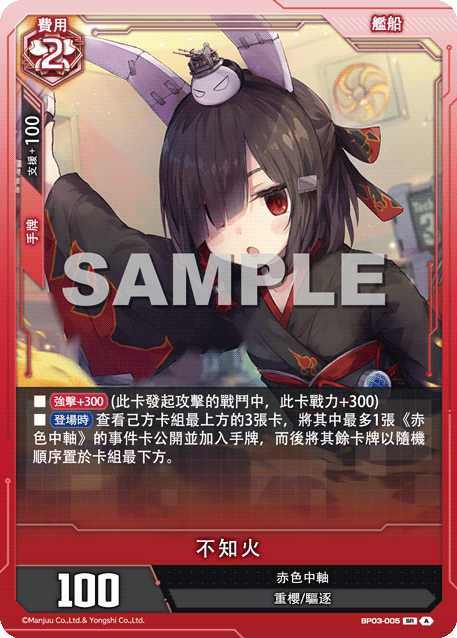 費用
2
艦船
支援+100
手牌
SAMPLE
■ 強擊+300 (此卡發起攻擊的戰鬥中，此卡戰力+300)
■ 登場時 查看己方卡組最上方的3張卡，將其中最多1張《赤
色中軸》的事件卡公開並加入手牌，而後將其餘卡牌以隨機
順序置於卡組最下方。
不知火
100
赤色中軸
重櫻/驅逐
©Manjuu Co.,Ltd.& Yongshi Co.,Ltd.
BP03-005 SR A